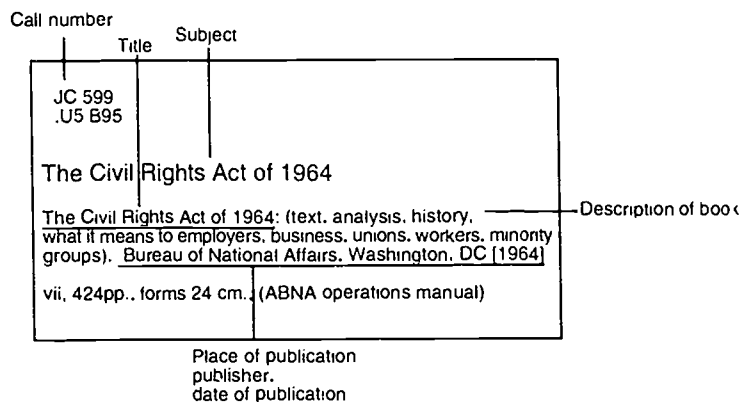 Call number
Title
Subject
JC 599
.U5 B95
The Civil Rights Act of 1964
The Civil Rights Act of 1964: (text. analysis. history,
what it means to employers. business. unions. workers. minority
groups). Bureau of National Affairs. Washington. DC [1964]
Description of book
vii, 424pp.. forms 24 cm.. (ABNA operations manual)
Place of publication
publisher.
date of publication